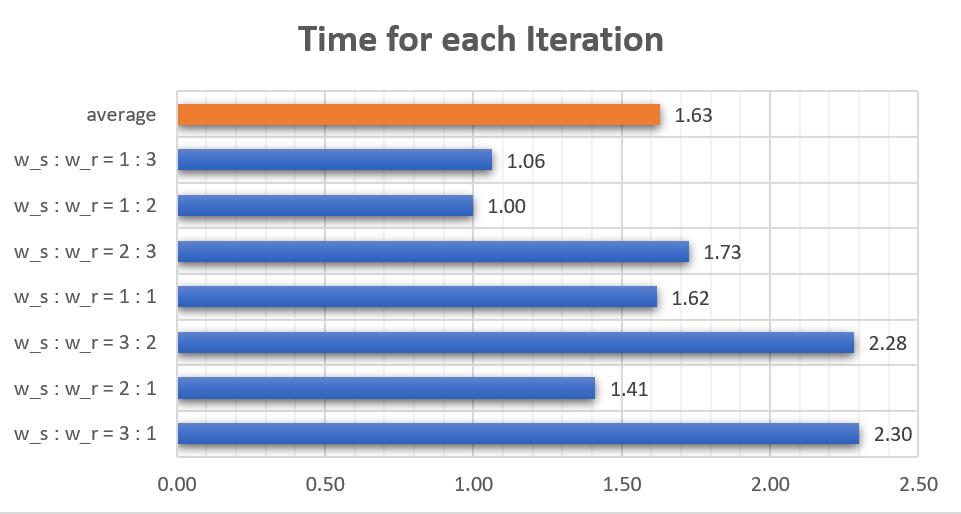 Time for each Iteration
average 1.63
w_s : w_r = 1 : 3 1.06
w_s : w_r = 1 : 2 1.00
w_s : w_r = 2 : 3 1.73
w_s : w_r = 1 : 1 1.62
w_s : w_r = 3 : 2 2.28
w_s : w_r = 2 : 1 1.41
w_s : w_r = 3 : 1 2.30
0.00 0.50 1.00 1.50 2.00 2.50